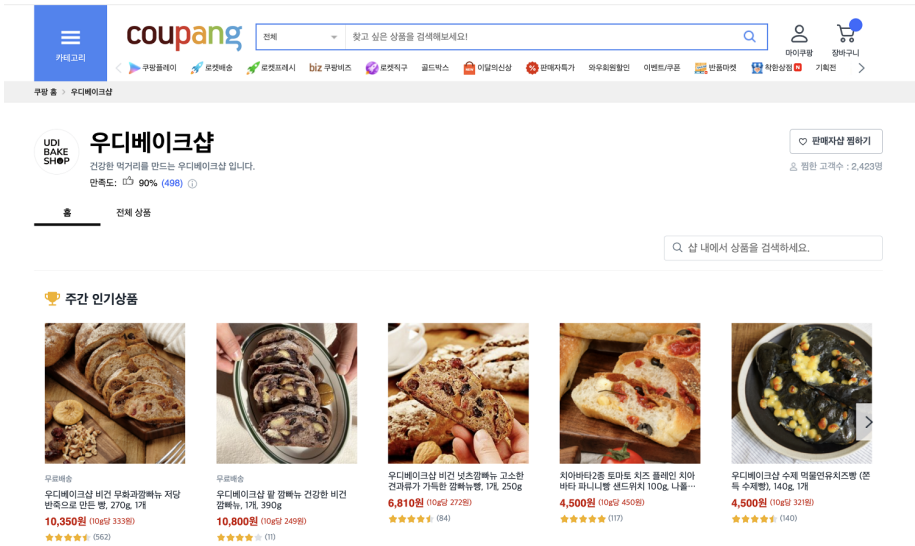 카테고리
coupang
전체
찾고 싶은 상품을 검색해보세요!
마이쿠팡
장바구니
쿠팡플레이
로켓배송
로켓프레시
biz 쿠팡비즈
로켓직구
골드박스
이달의신상
판매자특가
와우회원할인
이벤트/쿠폰
반품마켓
착한상점
기획전
쿠팡 홈 > 우디베이크샵
UDI
BAKE
SHOP
우디베이크샵
건강한 먹거리를 만드는 우디베이크샵 입니다.
만족도: 90% (498)
판매자샵 찜하기
찜한 고객수 : 2,423명
홈
전체 상품
샵 내에서 상품을 검색하세요.
주간 인기상품
무료배송
우디베이크샵 비건 무화과깜빠뉴 저당
반죽으로 만든 빵, 270g, 1개
10,350원 (10g당 333원)
(562)
무료배송
우디베이크샵 팥 깜빠뉴 건강한 비건
깜빠뉴, 1개, 390g
10,800원 (10g당 249원)
(11)
우디베이크샵 비건 넛츠깜빠뉴 고소한
견과류가 가득한 깜빠뉴빵, 1개, 250g
6,810원 (10g당 272원)
(84)
치아바타2종 토마토 치즈 플레인 치아
바타 파니니빵 샌드위치 100g, 나폴…
4,500원 (10g당 450원)
(117)
우디베이크샵 수제 먹물연유치즈빵 (쫀
득 수제빵), 140g, 1개
4,500원 (10g당 321원)
(140)